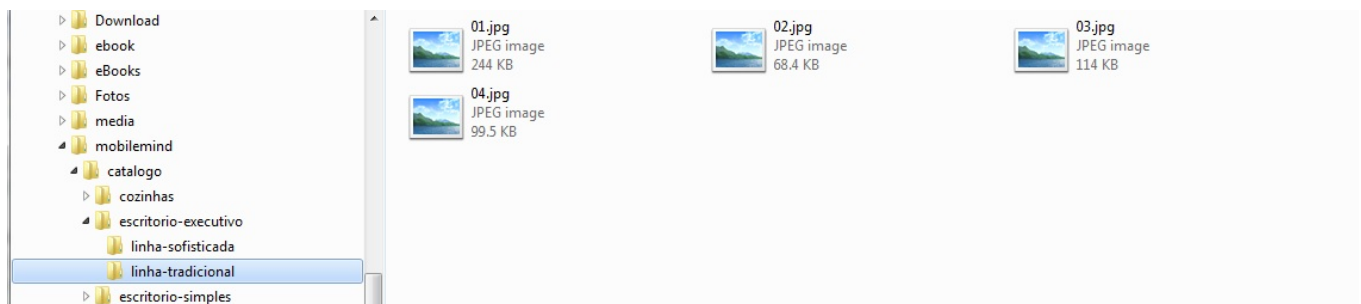 Download
ebook
eBooks
Fotos
media
mobilemind
catalogo
cozinhas
escritorio-executivo
linha-sofisticada
linha-tradicional
escritorio-simples
01.jpg
JPEG image
244 KB
02.jpg
JPEG image
68.4 KB
03.jpg
JPEG image
114 KB
04.jpg
JPEG image
99.5 KB